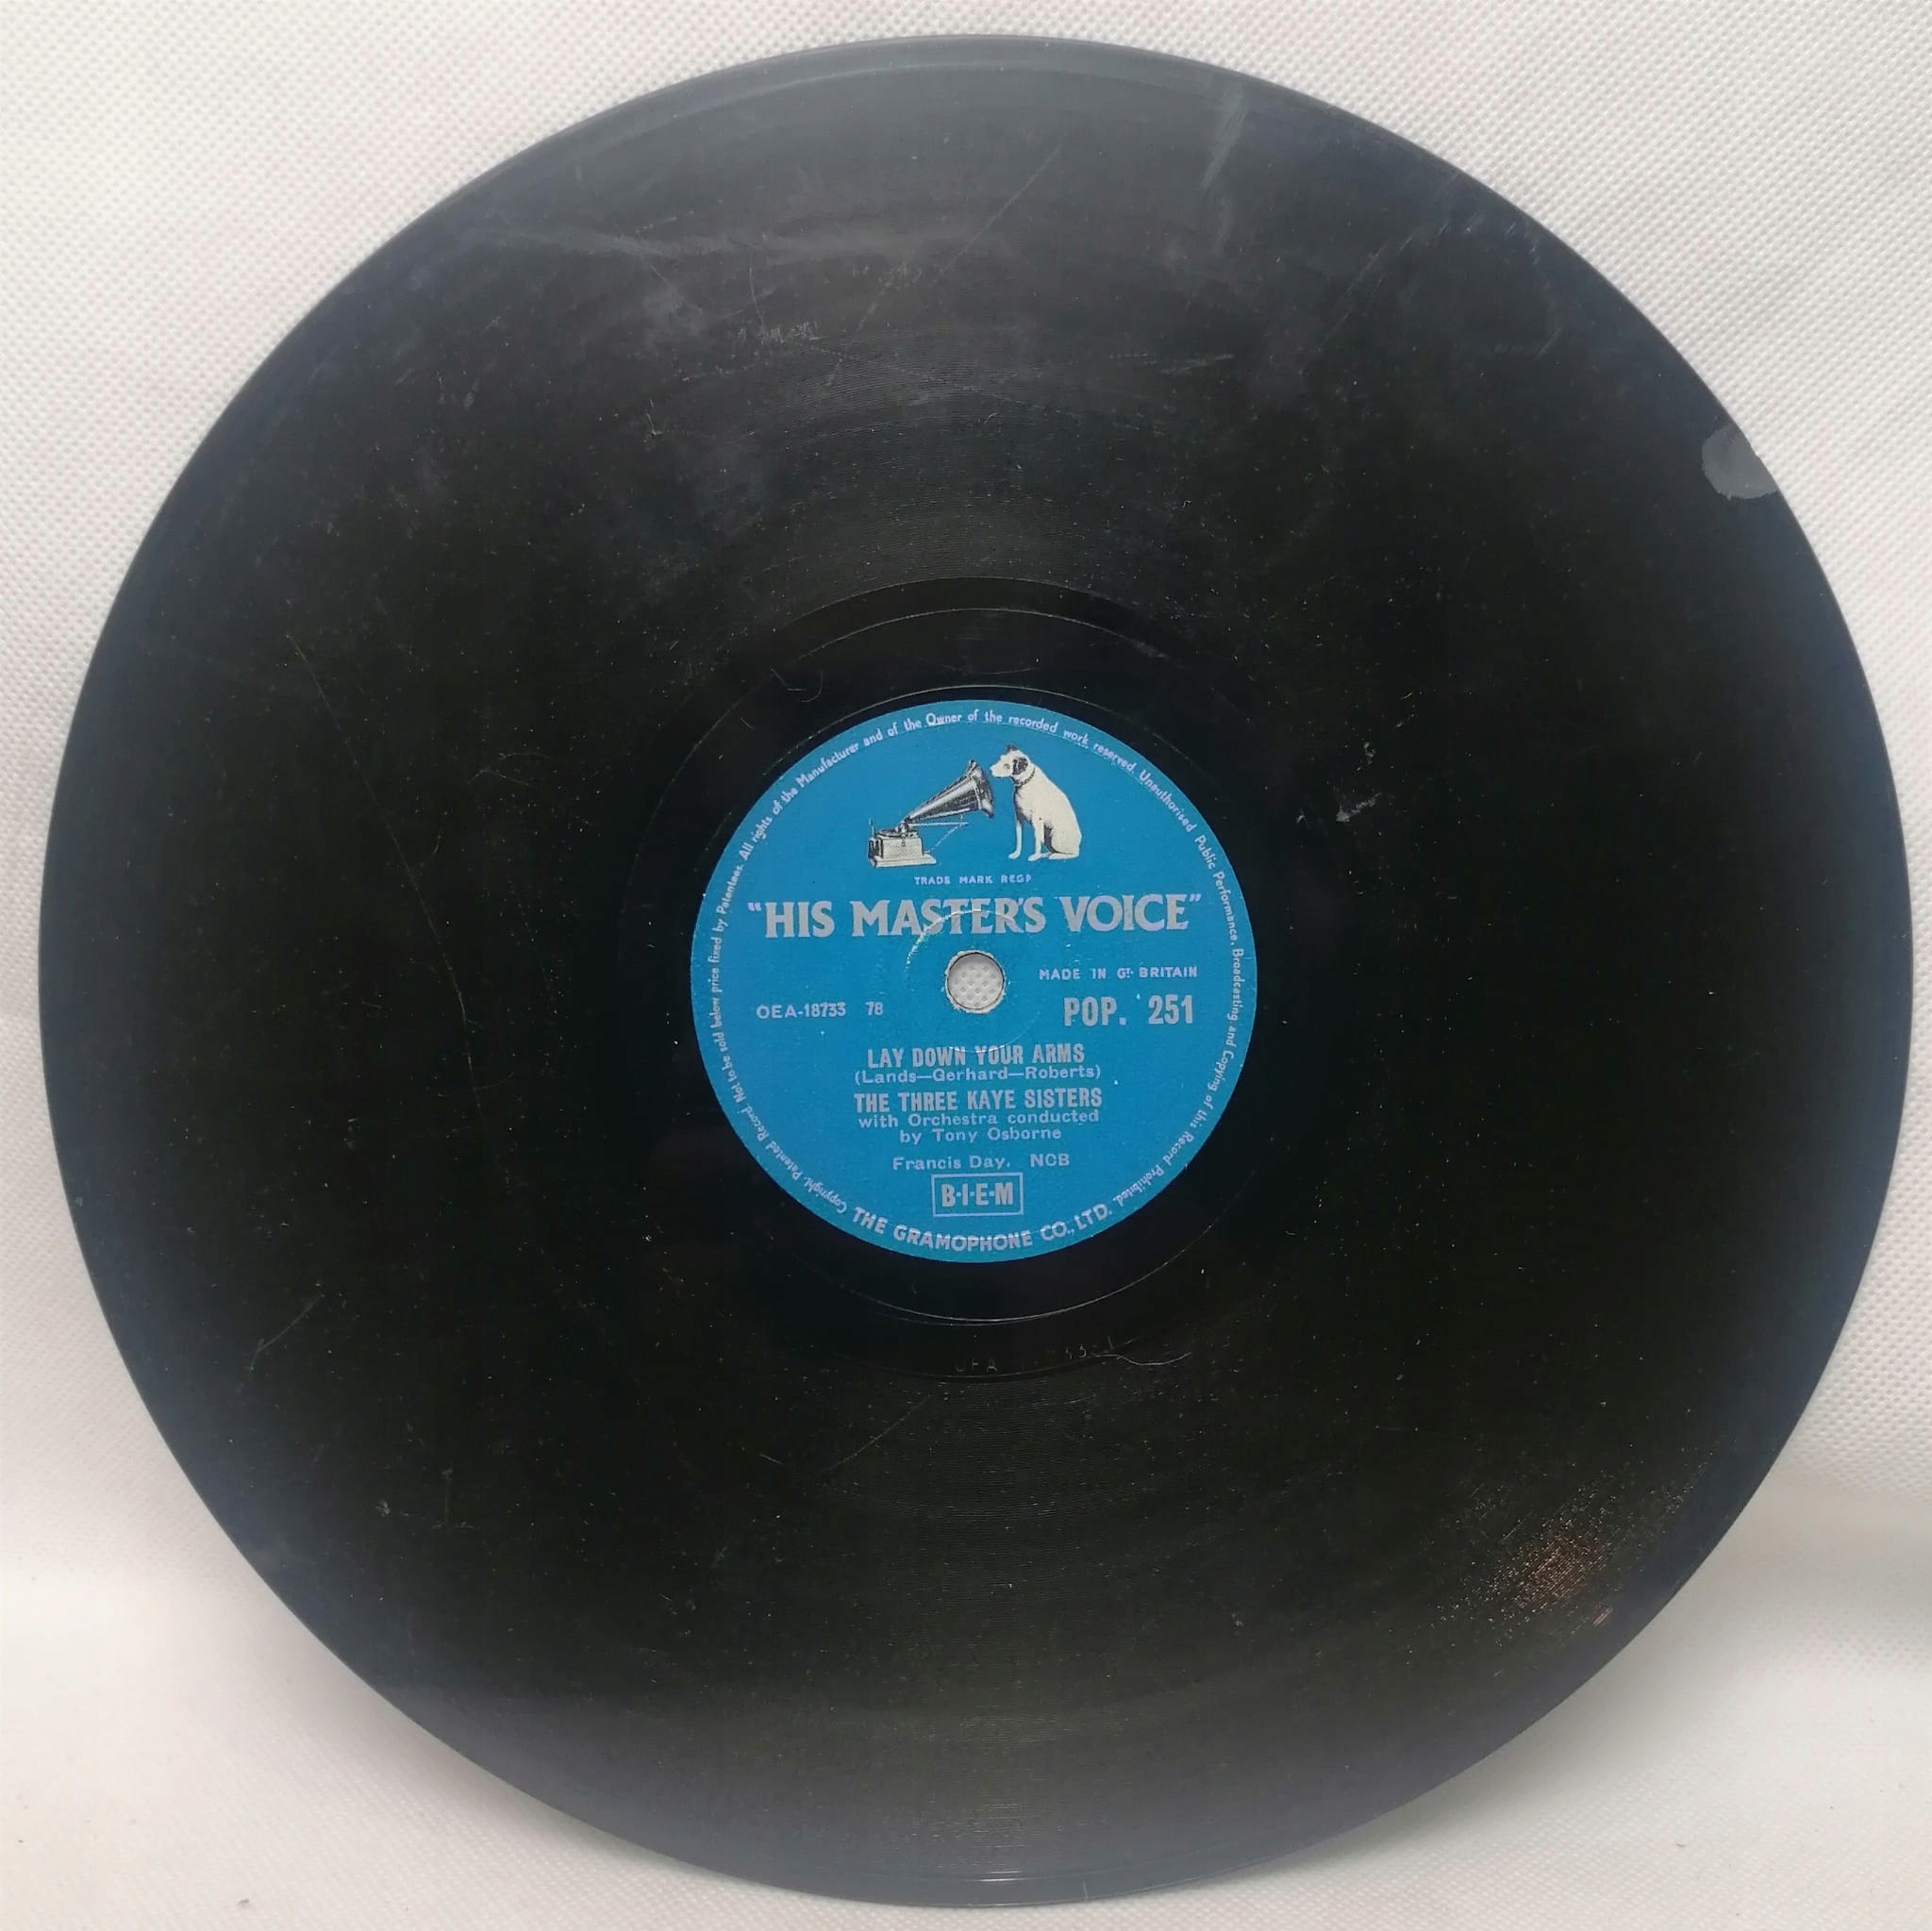 Copyright. Patented Record Not to be sold below price fixed by Patentees. All rights of the Manufacturer and of the Owner of the recorded work reserved. Unauthorised Public Performance, Broadcasting and Copying of this Record Prohibited.
TRADE MARK REGD
"HIS MASTER'S VOICE"
MADE IN GT. BRITAIN
OEA-18733 78 POP. 251
LAY DOWN YOUR ARMS
(Lands—Gerhard—Roberts)
THE THREE KAYE SISTERS
with Orchestra conducted
by Tony Osborne
Francis Day. NCB
B·I·E·M
THE GRAMOPHONE CO., LTD.